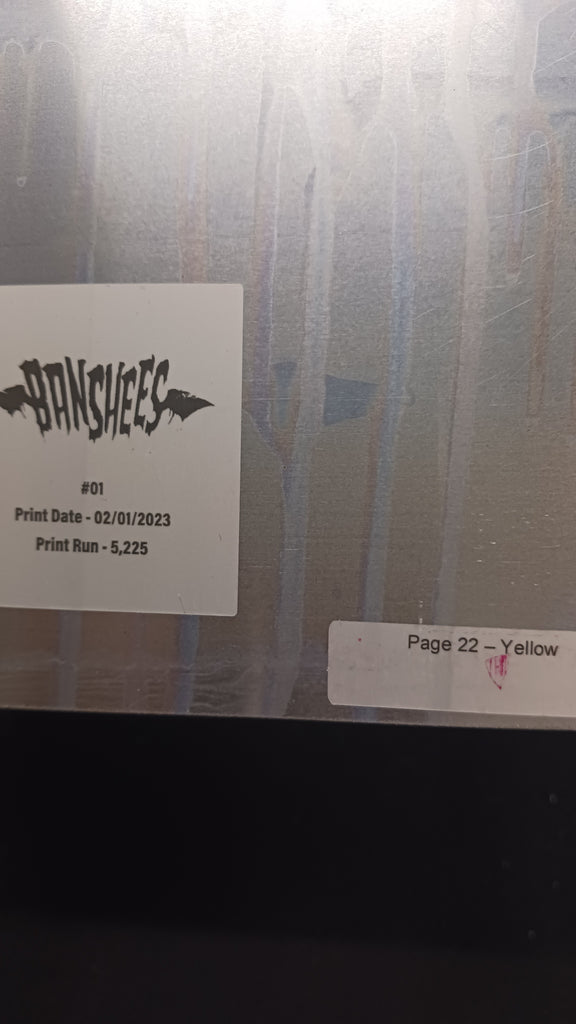 BANSHEES
#01
Print Date - 02/01/2023
Print Run - 5,225
Page 22 – Yellow